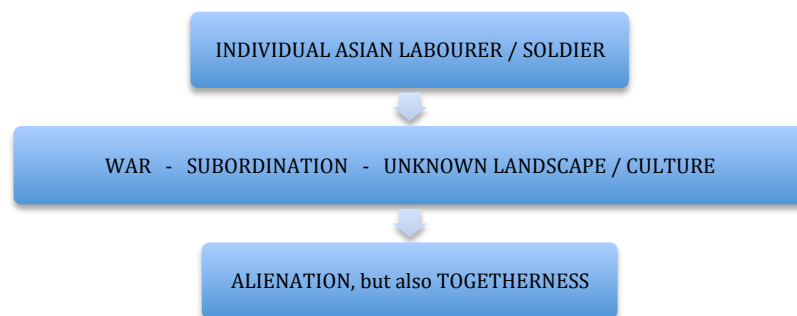 INDIVIDUAL ASIAN LABOURER / SOLDIER
WAR - SUBORDINATION - UNKNOWN LANDSCAPE / CULTURE
ALIENATION, but also TOGETHERNESS